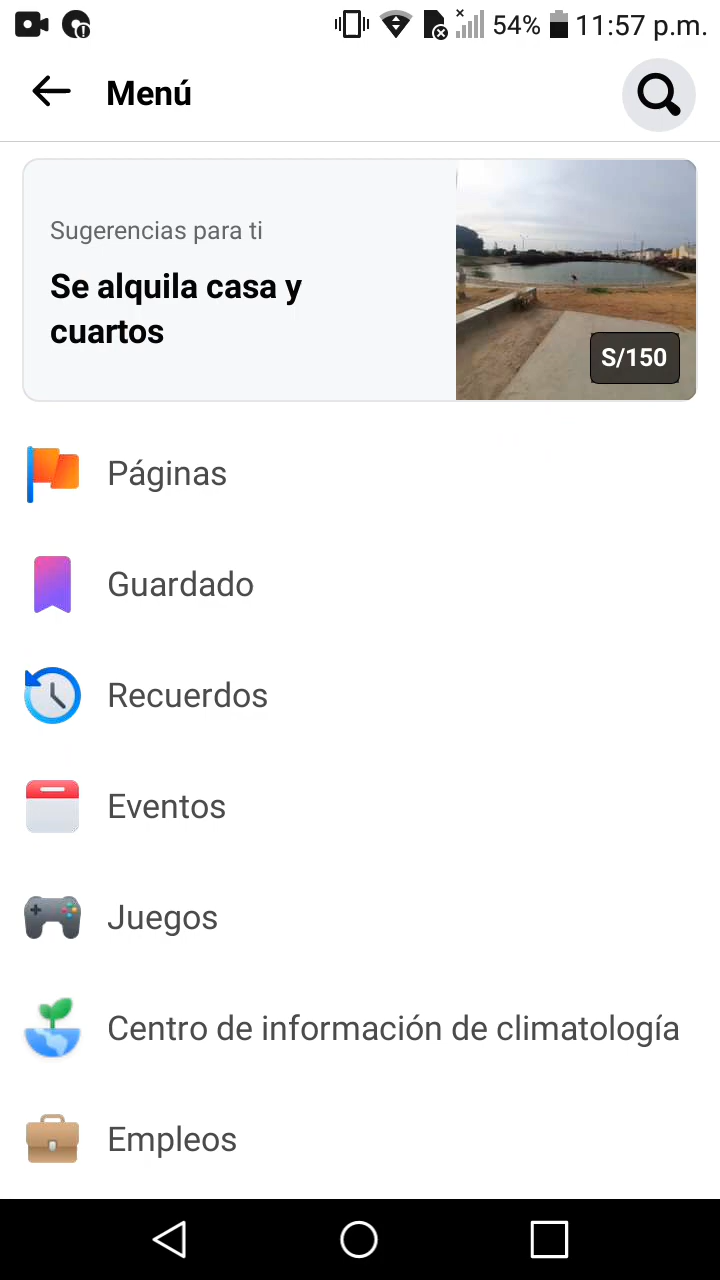 54% 11:57 p.m.
Menú
Sugerencias para ti
Se alquila casa y
cuartos
S/150
Páginas
Guardado
Recuerdos
Eventos
Juegos
Centro de información de climatología
Empleos